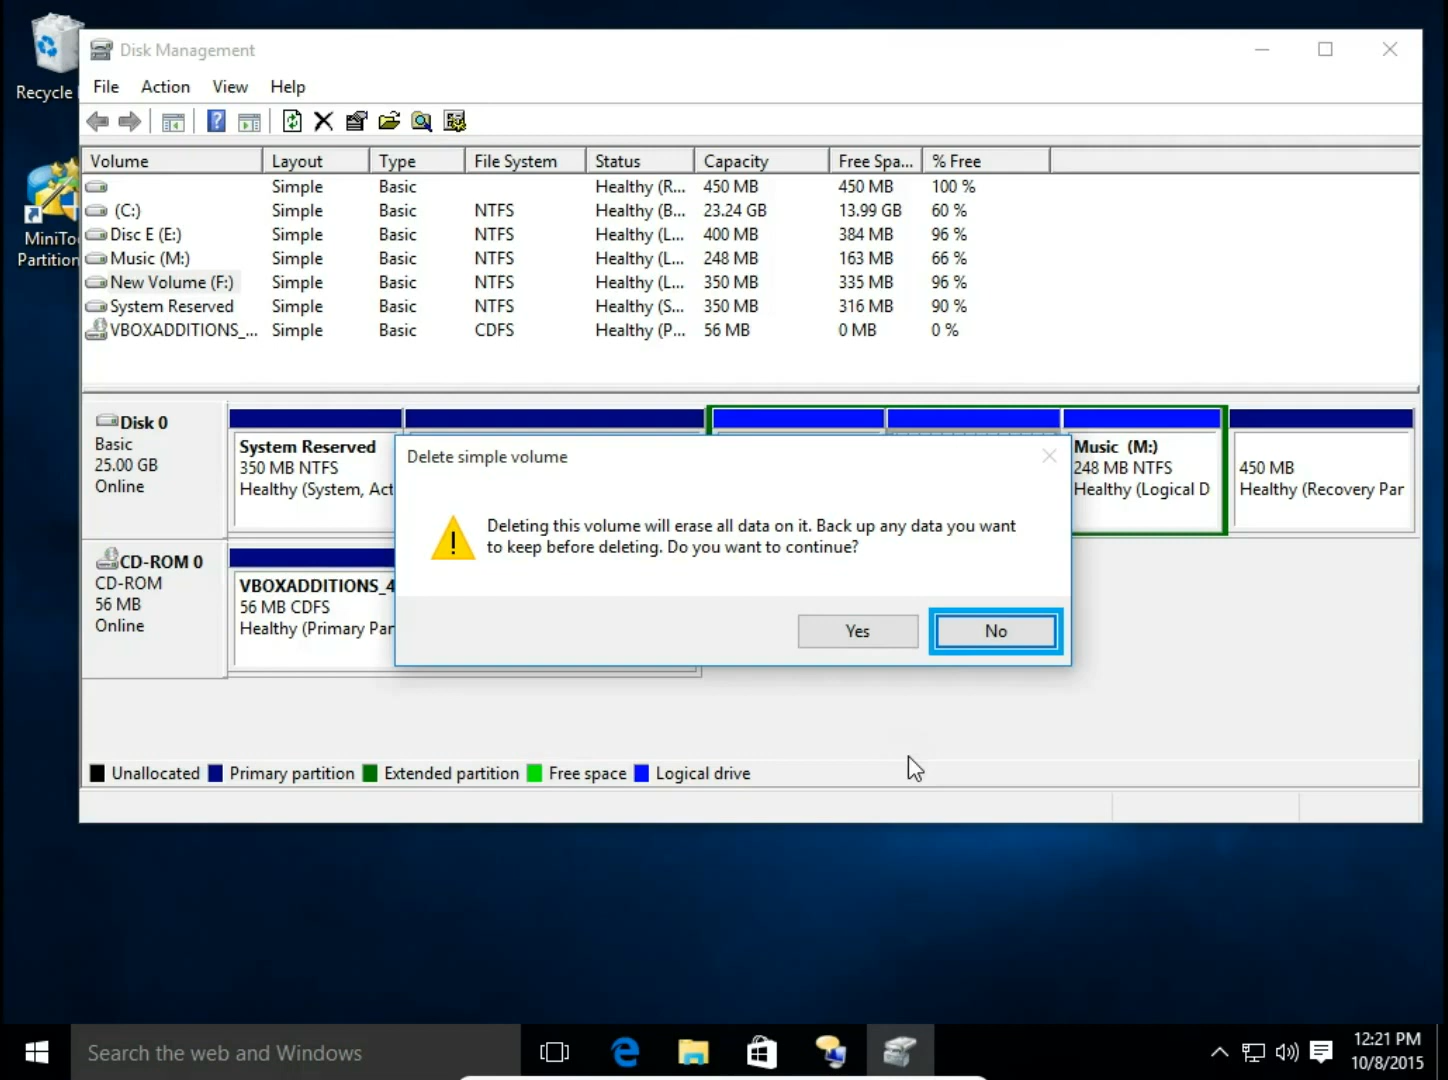 Recycle
Disk Management
File Action View Help
MiniToo
Partition
Volume Layout Type File System Status Capacity Free Spa... % Free
Simple Basic Healthy (R... 450 MB 450 MB 100 %
(C:) Simple Basic NTFS Healthy (B... 23.24 GB 13.99 GB 60 %
Disc E (E:) Simple Basic NTFS Healthy (L... 400 MB 384 MB 96 %
Music (M:) Simple Basic NTFS Healthy (L... 248 MB 163 MB 66 %
New Volume (F:) Simple Basic NTFS Healthy (L... 350 MB 335 MB 96 %
System Reserved Simple Basic NTFS Healthy (S... 350 MB 316 MB 90 %
VBOXADDITIONS_... Simple Basic CDFS Healthy (P... 56 MB 0 MB 0 %
Disk 0
Basic
25.00 GB
Online
System Reserved
350 MB NTFS
Healthy (System, Act
Music (M:)
248 MB NTFS
Healthy (Logical D
450 MB
Healthy (Recovery Par
Delete simple volume
Deleting this volume will erase all data on it. Back up any data you want
to keep before deleting. Do you want to continue?
Yes No
CD-ROM 0
CD-ROM
56 MB
Online
VBOXADDITIONS_4
56 MB CDFS
Healthy (Primary Par
Unallocated Primary partition Extended partition Free space Logical drive
Search the web and Windows
12:21 PM
10/8/2015